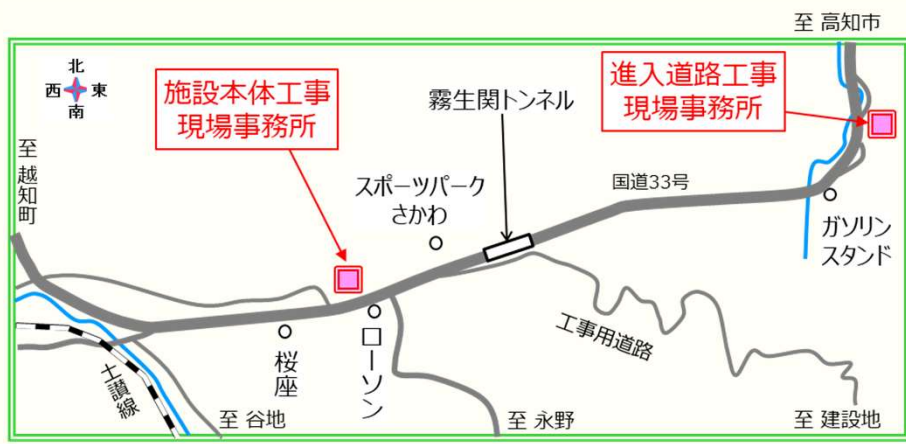 至 高知市
北
西 東
南
施設本体工事
現場事務所
進入道路工事
現場事務所
霧生関トンネル
至 越知町
スポーツパーク
さかわ
国道33号
ガソリン
スタンド
工事用道路
ローソン
桜座
土讃線
至 谷地
至 永野
至 建設地